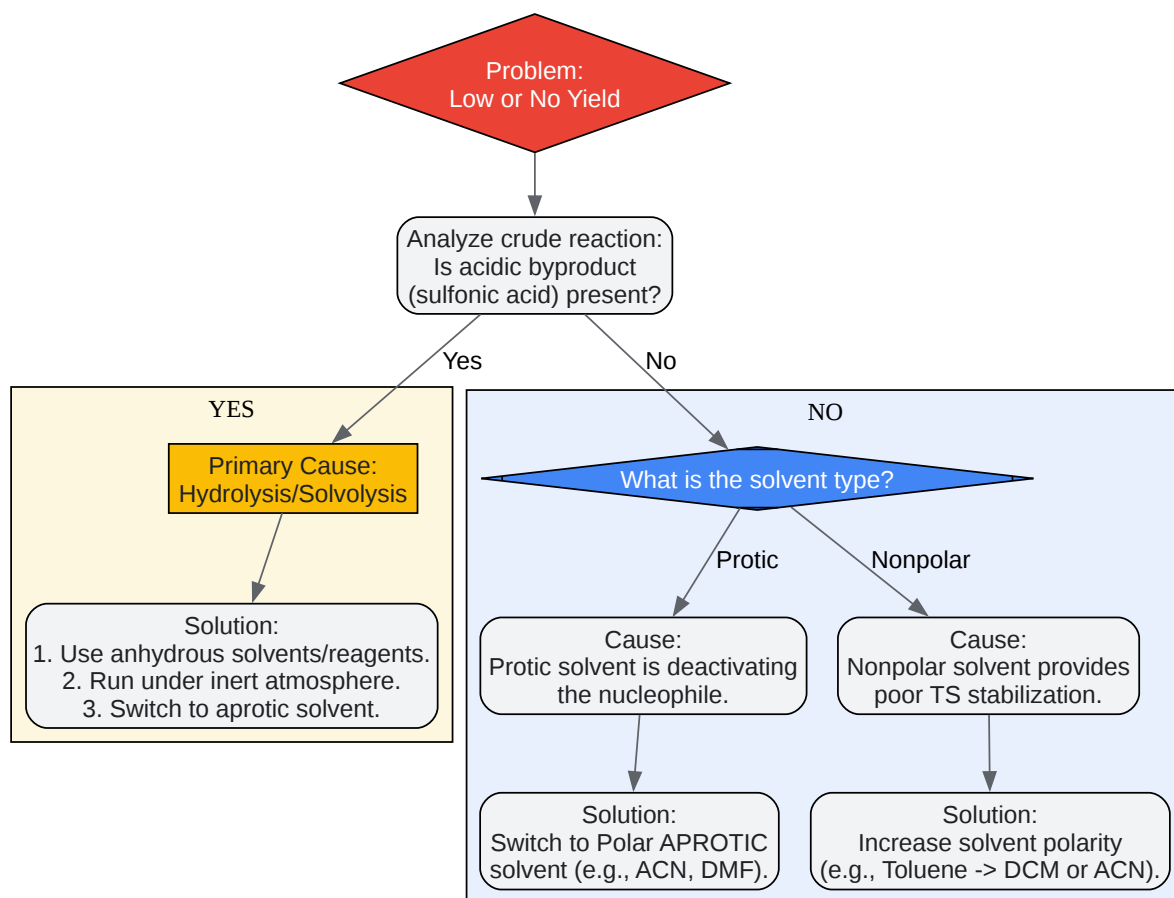 Problem:
Low or No Yield
Analyze crude reaction:
Is acidic byproduct
(sulfonic acid) present?
Yes
No
YES
Primary Cause:
Hydrolysis/Solvolysis
Solution:
1. Use anhydrous solvents/reagents.
2. Run under inert atmosphere.
3. Switch to aprotic solvent.
NO
What is the solvent type?
Protic
Nonpolar
Cause:
Protic solvent is deactivating
the nucleophile.
Cause:
Nonpolar solvent provides
poor TS stabilization.
Solution:
Switch to Polar APROTIC
solvent (e.g., ACN, DMF).
Solution:
Increase solvent polarity
(e.g., Toluene -> DCM or ACN).